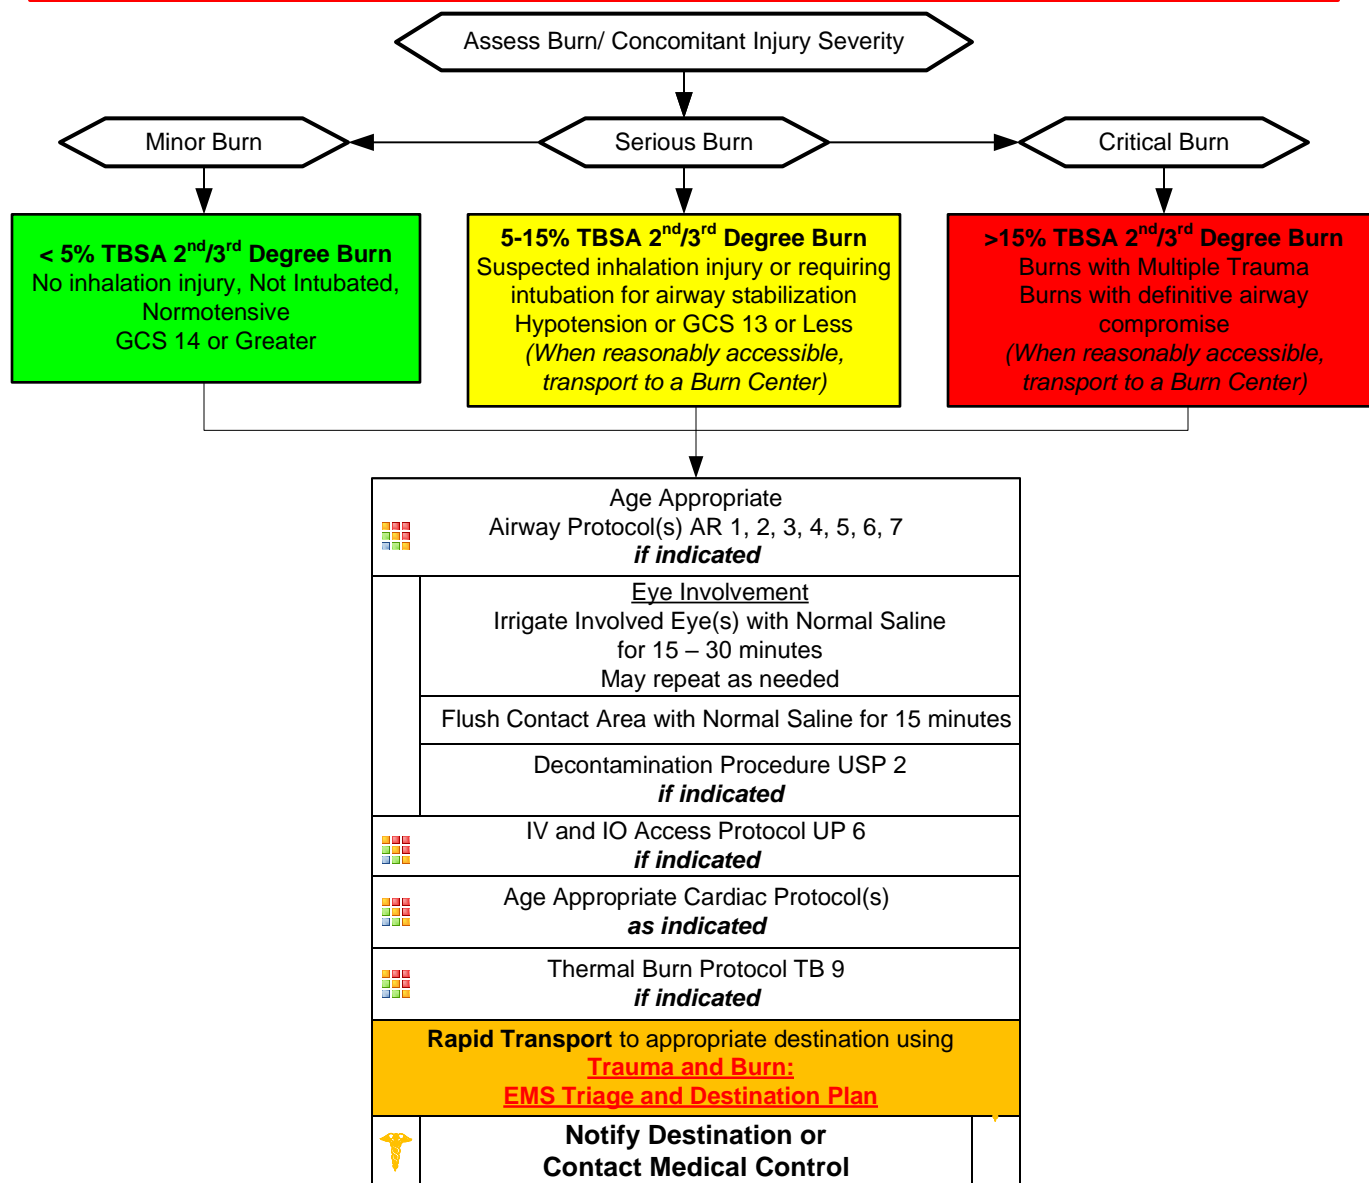 Assess Burn/ Concomitant Injury Severity
Minor Burn
Serious Burn
Critical Burn
< 5% TBSA 2nd/3rd Degree Burn
No inhalation injury, Not Intubated,
Normotensive
GCS 14 or Greater
5-15% TBSA 2nd/3rd Degree Burn
Suspected inhalation injury or requiring
intubation for airway stabilization
Hypotension or GCS 13 or Less
(When reasonably accessible,
transport to a Burn Center)
>15% TBSA 2nd/3rd Degree Burn
Burns with Multiple Trauma
Burns with definitive airway
compromise
(When reasonably accessible,
transport to a Burn Center)
Age Appropriate
Airway Protocol(s) AR 1, 2, 3, 4, 5, 6, 7
if indicated
Eye Involvement
Irrigate Involved Eye(s) with Normal Saline
for 15 – 30 minutes
May repeat as needed
Flush Contact Area with Normal Saline for 15 minutes
Decontamination Procedure USP 2
if indicated
IV and IO Access Protocol UP 6
if indicated
Age Appropriate Cardiac Protocol(s)
as indicated
Thermal Burn Protocol TB 9
if indicated
Rapid Transport to appropriate destination using
Trauma and Burn:
EMS Triage and Destination Plan
Notify Destination or
Contact Medical Control